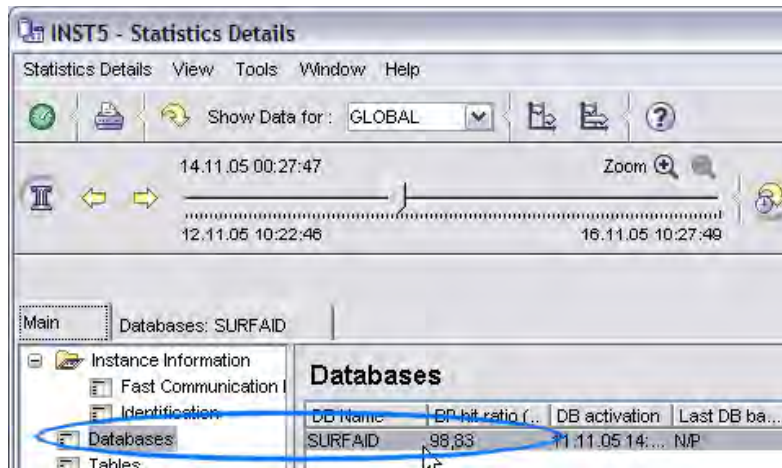 INST5 - Statistics Details
Statistics Details View Tools Window Help
Show Data for : GLOBAL
14.11.05 00:27:47 Zoom
12.11.05 10:22:46 16.11.05 10:27:49
Main Databases: SURFAID
Instance Information
Fast Communication
Identification
Databases
Tables
Databases
DB Name BP hit ratio (.. DB activation Last DB ba...
SURFAID 98,83 11.11.05 14:... N/P